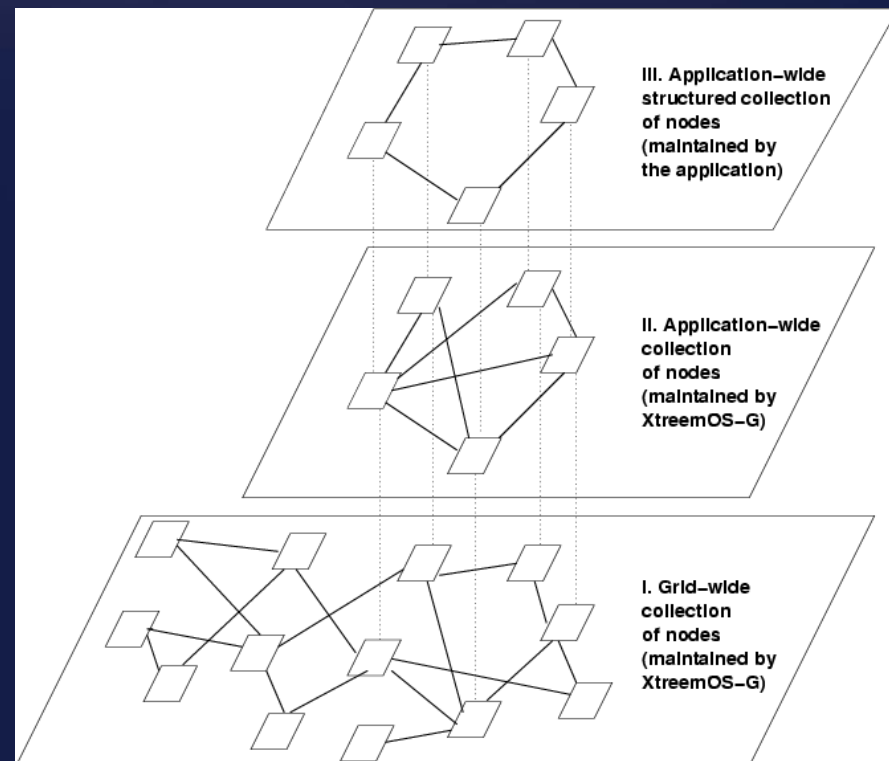 III. Application-wide
structured collection
of nodes
(maintained by
the application)
II. Application-wide
collection
of nodes
(maintained by
XtreemOS-G)
I. Grid-wide
collection
of nodes
(maintained by
XtreemOS-G)